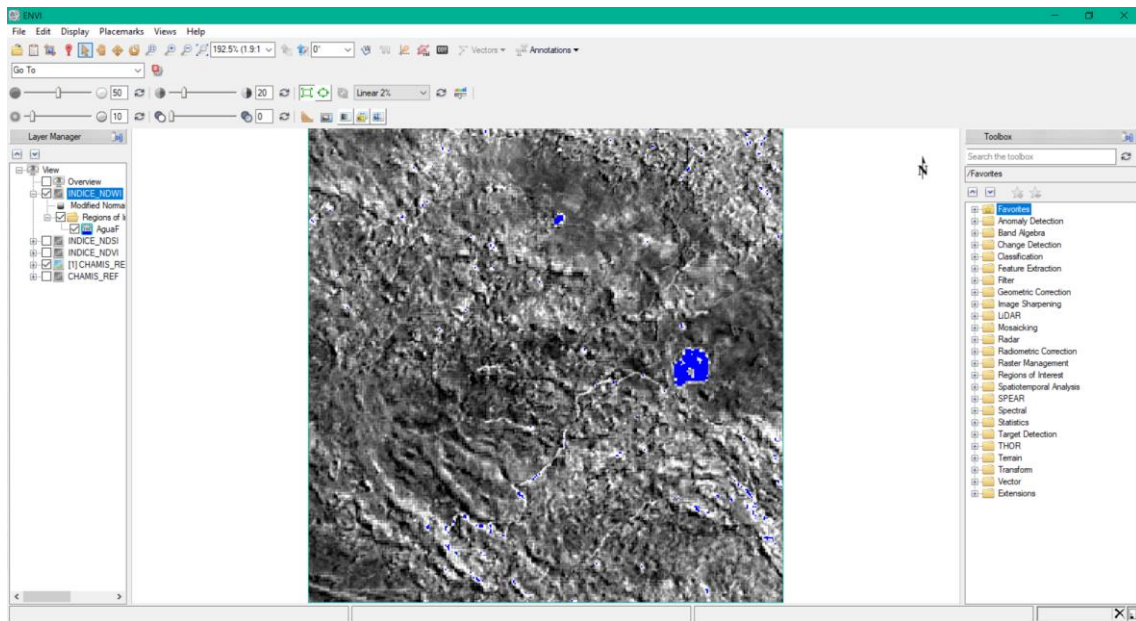 ENVI
File Edit Display Placemarks Views Help
192.5% (1.9:1 0° Vectors Annotations
Go To
50 20 Linear 2%
10 0
Layer Manager
View
Overview
INDICE_NDWI
Modified Norma
Regions of I
AguaF
INDICE_NDSI
INDICE_NDVI
[1] CHAMIS_RE
CHAMIS_REF
N
Toolbox
Search the toolbox
/Favorites
Favorites
Anomaly Detection
Band Algebra
Change Detection
Classification
Feature Extraction
Filter
Geometric Correction
Image Sharpening
LiDAR
Mosaicking
Radar
Radiometric Correction
Raster Management
Regions of Interest
Spatiotemporal Analysis
SPEAR
Spectral
Statistics
Target Detection
THOR
Terrain
Transform
Vector
Extensions